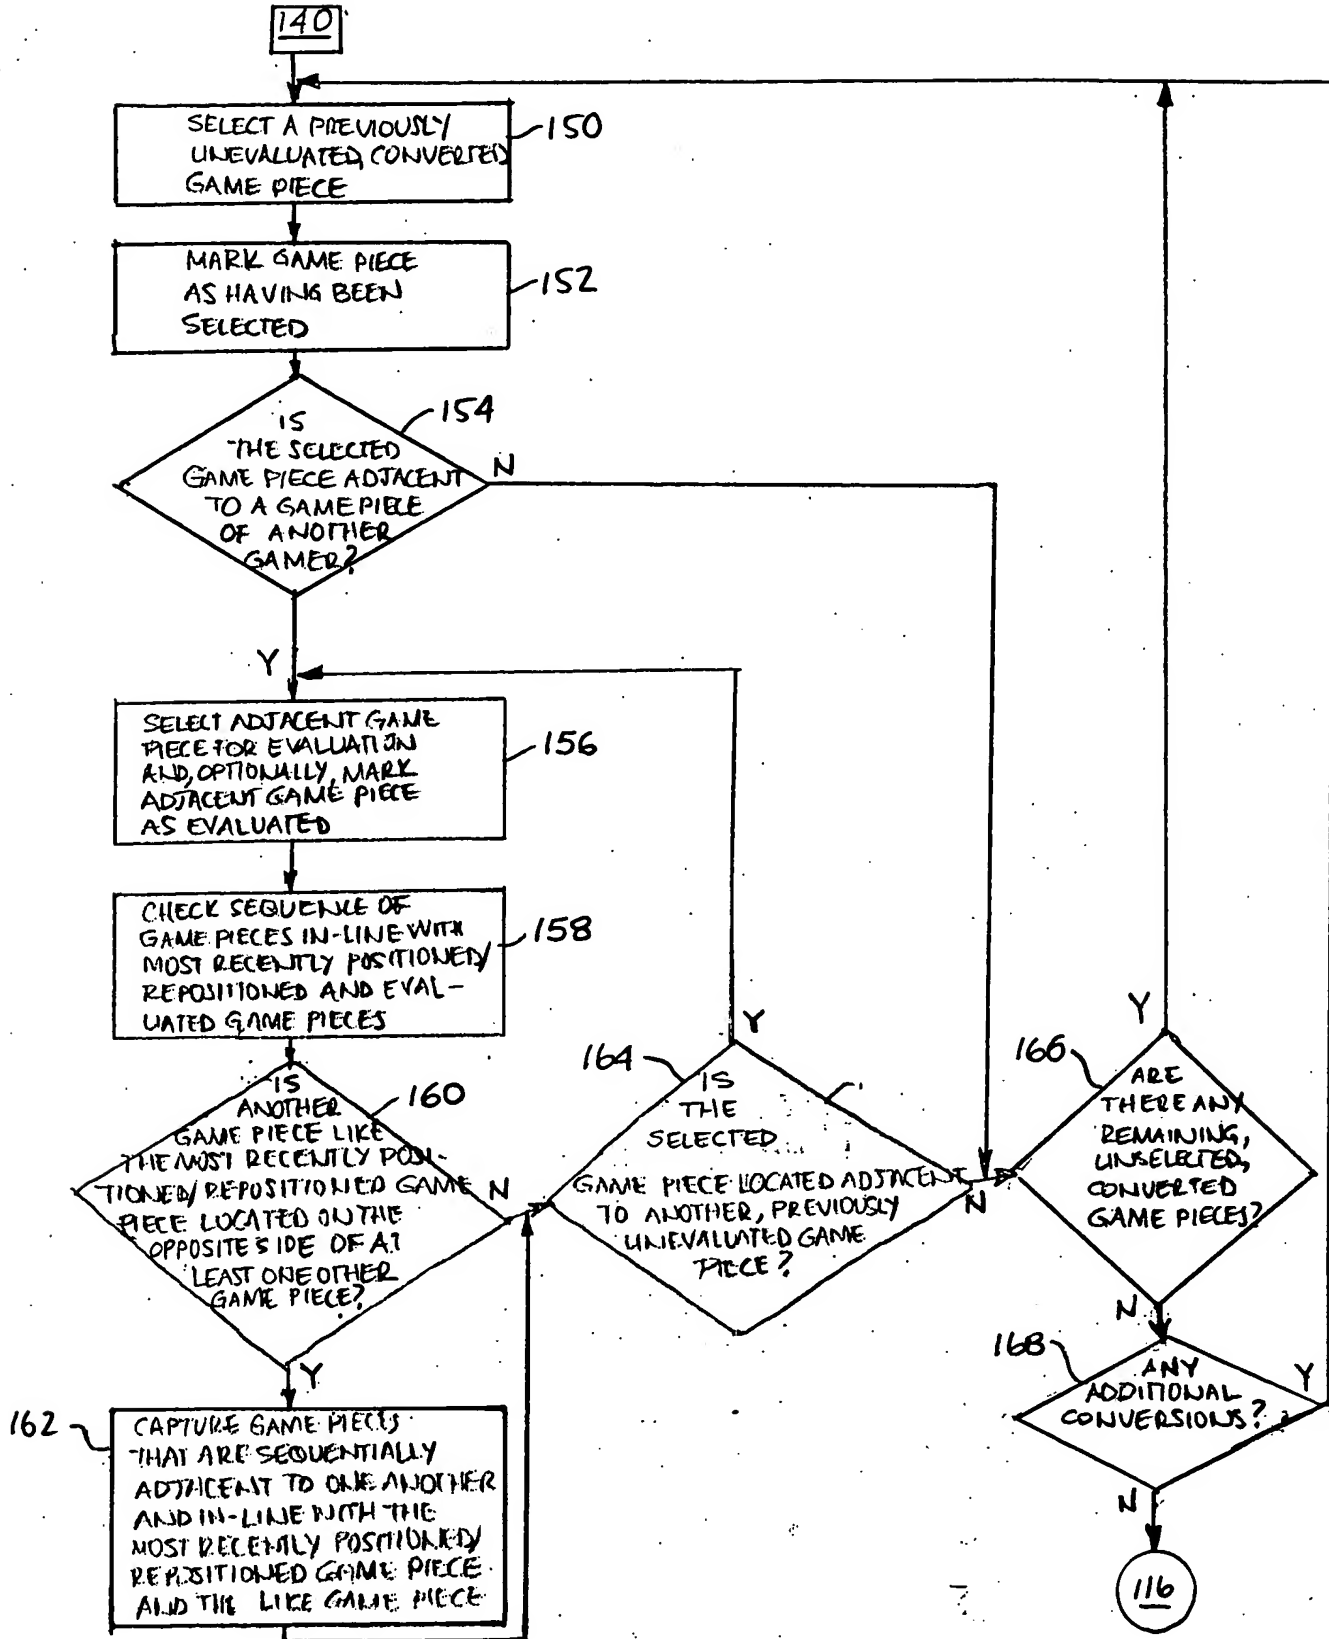 140
SELECT A PREVIOUSLY
UNEVALUATED, CONVERTED
GAME PIECE
150
MARK GAME PIECE
AS HAVING BEEN
SELECTED
152
IS
THE SELECTED
GAME PIECE ADJACENT
TO A GAME PIECE
OF ANOTHER
GAMER?
154
N
Y
SELECT ADJACENT GAME
PIECE FOR EVALUATION
AND, OPTIONALLY, MARK
ADJACENT GAME PIECE
AS EVALUATED
156
CHECK SEQUENCE OF
GAME PIECES IN-LINE WITH
MOST RECENTLY POSITIONED/
REPOSITIONED AND EVAL-
UATED GAME PIECES
158
IS
ANOTHER
GAME PIECE LIKE
THE MOST RECENTLY POSI-
TIONED/REPOSITIONED GAME
PIECE LOCATED ON THE
OPPOSITE SIDE OF AT
LEAST ONE OTHER
GAME PIECE?
160
N
Y
162
CAPTURE GAME PIECES
THAT ARE SEQUENTIALLY
ADJACENT TO ONE ANOTHER
AND IN-LINE WITH THE
MOST RECENTLY POSITIONED/
REPOSITIONED GAME PIECE
AND THE LIKE GAME PIECE
164
IS
THE
SELECTED
GAME PIECE LOCATED ADJACENT
TO ANOTHER, PREVIOUSLY
UNEVALUATED GAME
PIECE?
Y
N
166
ARE
THERE ANY
REMAINING,
UNSELECTED,
CONVERTED
GAME PIECES?
Y
N
168
ANY
ADDITIONAL
CONVERSIONS?
Y
N
116